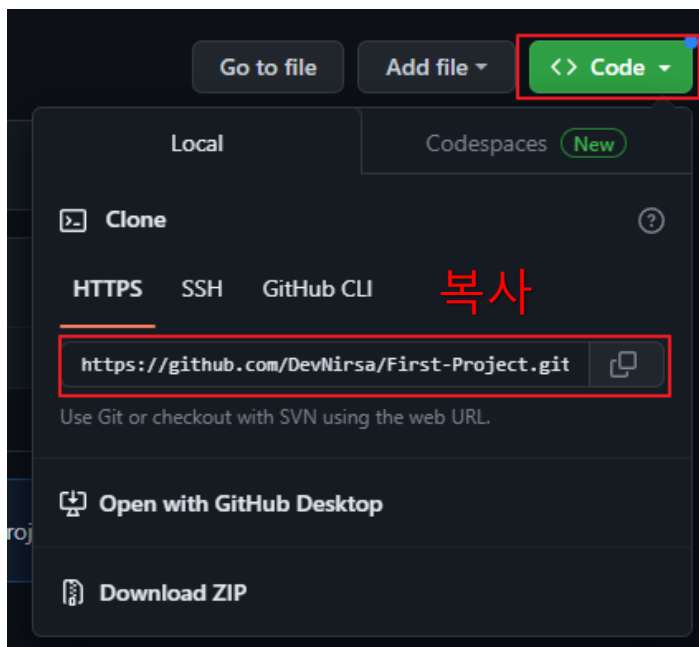 Go to file Add file <> Code
Local Codespaces New
Clone
HTTPS SSH GitHub CLI 복사
https://github.com/DevNirsa/First-Project.git
Use Git or checkout with SVN using the web URL.
Open with GitHub Desktop
roj
Download ZIP